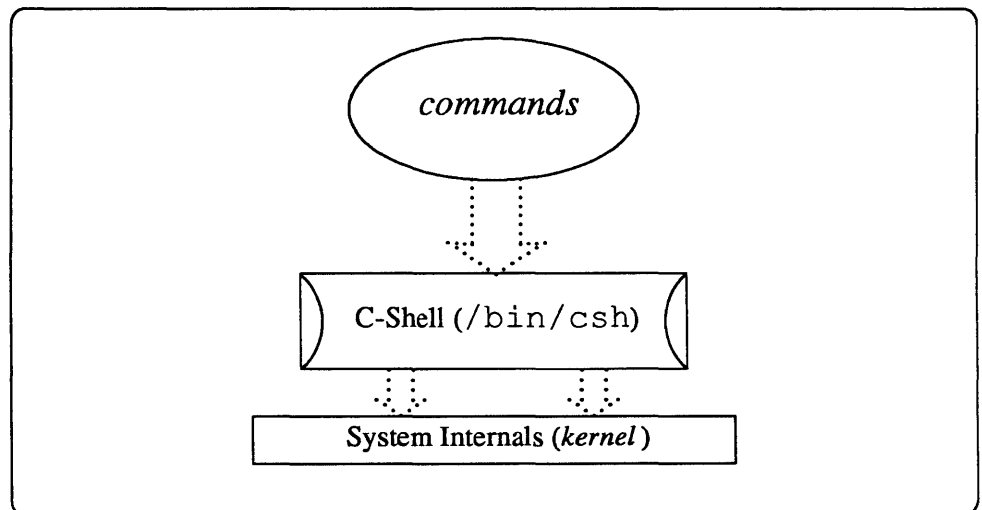 commands
C-Shell (/bin/csh)
System Internals (kernel)